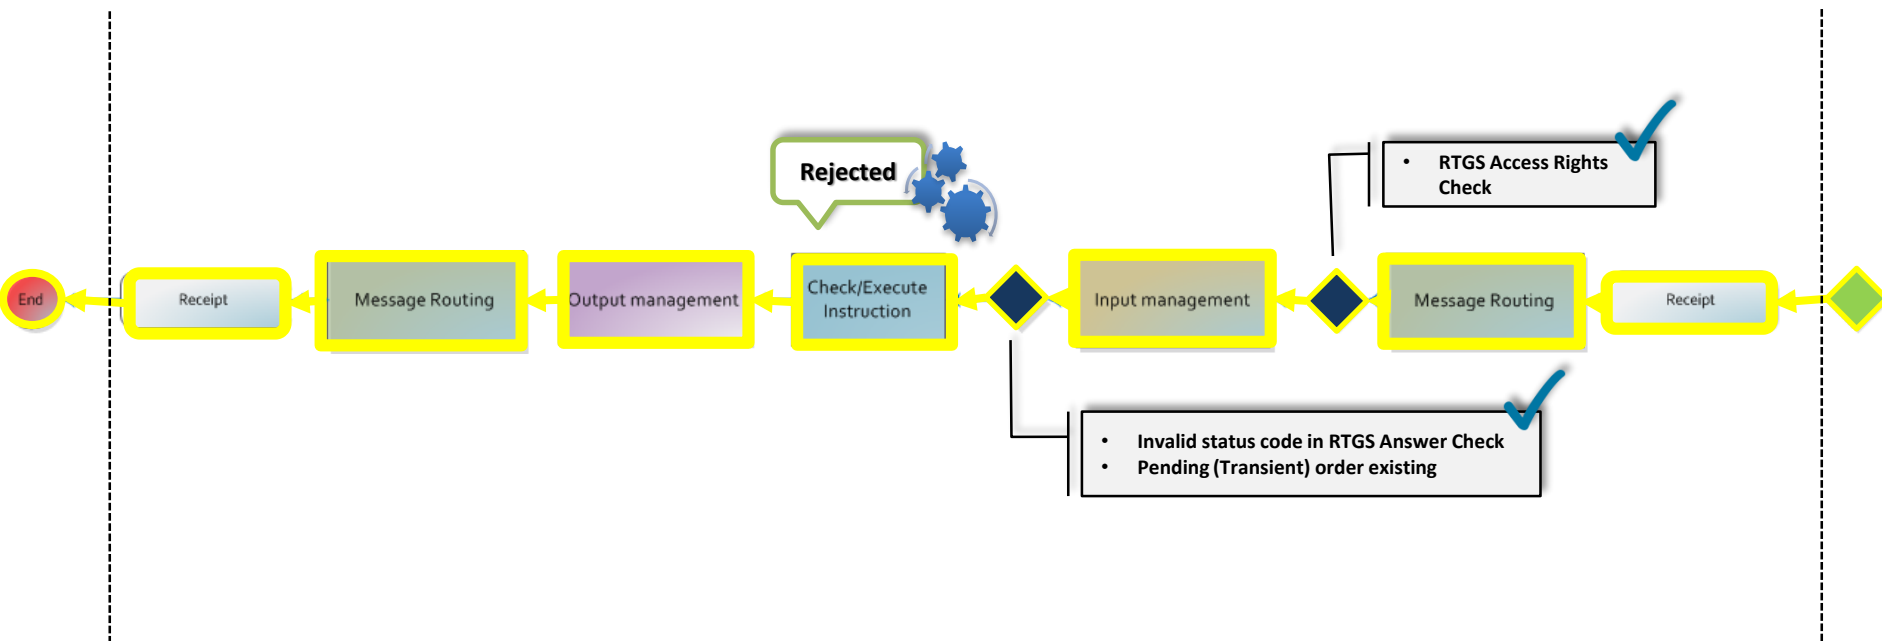 • RTGS Access Rights
Check
Rejected
End
Receipt
Message Routing
Output management
Check/Execute
Instruction
Input management
Message Routing
Receipt
• Invalid status code in RTGS Answer Check
• Pending (Transient) order existing